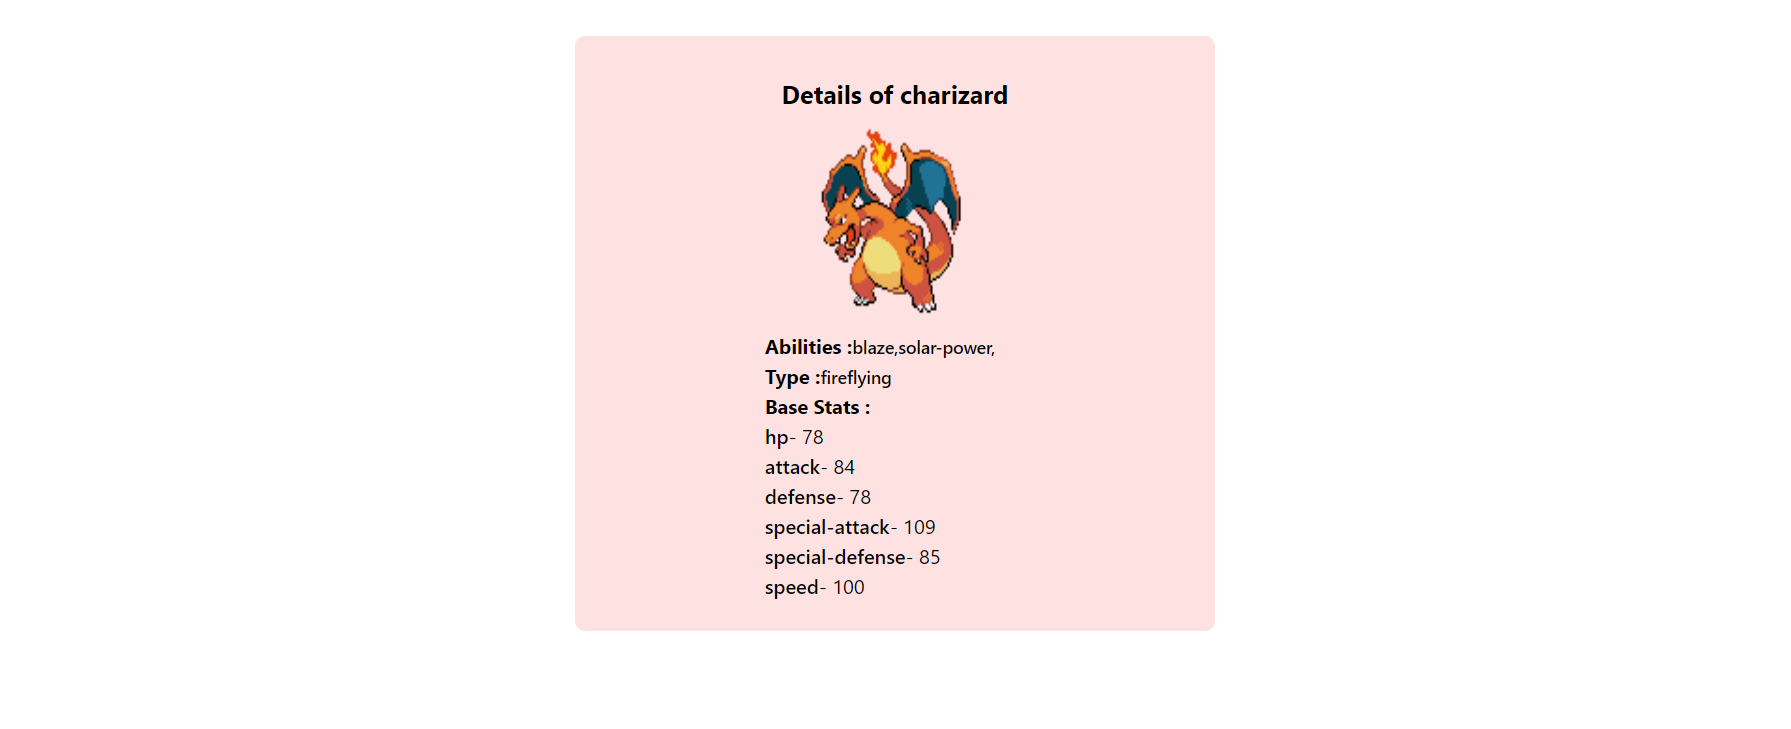 Details of charizard
Abilities :blaze,solar-power,
Type :fireflying
Base Stats :
hp- 78
attack- 84
defense- 78
special-attack- 109
special-defense- 85
speed- 100